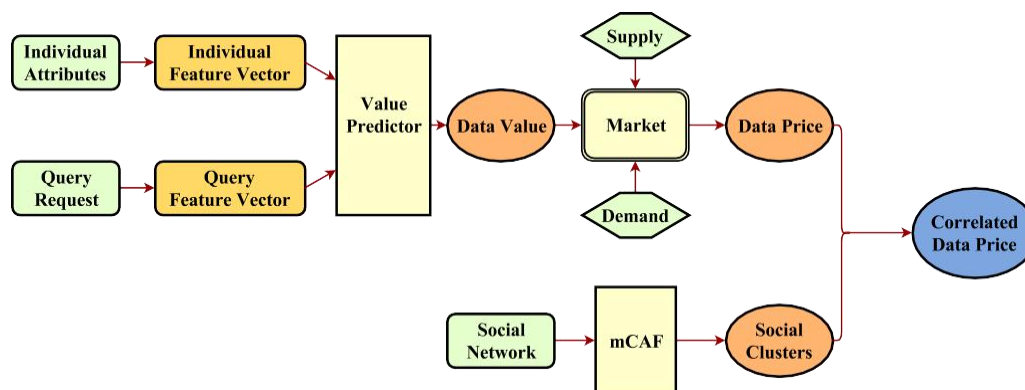 Individual
Attributes
Individual
Feature Vector
Value
Predictor
Query
Request
Query
Feature Vector
Data Value
Supply
Market
Demand
Data Price
Social
Network
mCAF
Social
Clusters
Correlated
Data Price